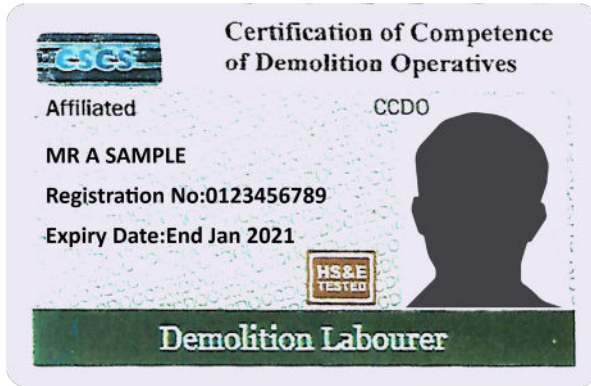 Certification of Competence
of Demolition Operatives
CSCS
Affiliated CCDO
MR A SAMPLE
Registration No:0123456789
Expiry Date:End Jan 2021
HS&E
TESTED
Demolition Labourer